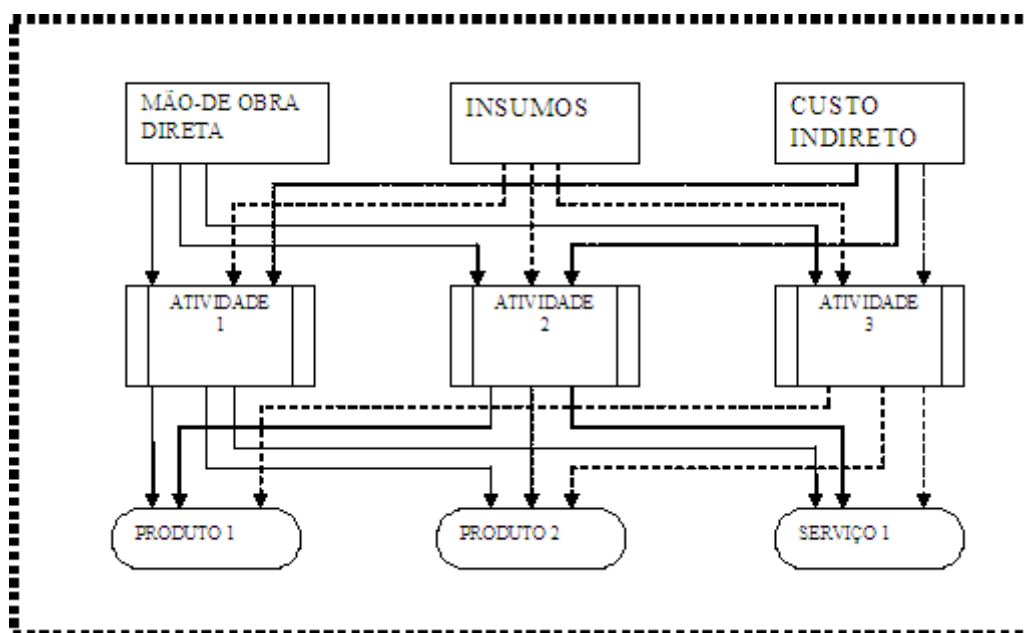 MÃO-DE OBRA
DIRETA
INSUMOS
CUSTO
INDIRETO
ATIVIDADE
1
ATIVIDADE
2
ATIVIDADE
3
PRODUTO 1
PRODUTO 2
SERVIÇO 1